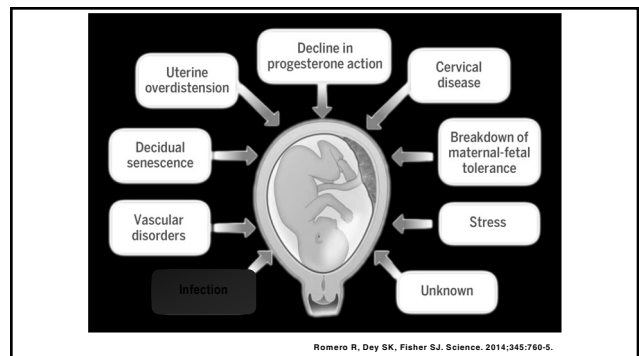 Decline in
progesterone action
Uterine
overdistension
Cervical
disease
Decidual
senescence
Breakdown of
maternal-fetal
tolerance
Vascular
disorders
Stress
Infection
Unknown
Romero R, Dey SK, Fisher SJ. Science. 2014;345:760-5.